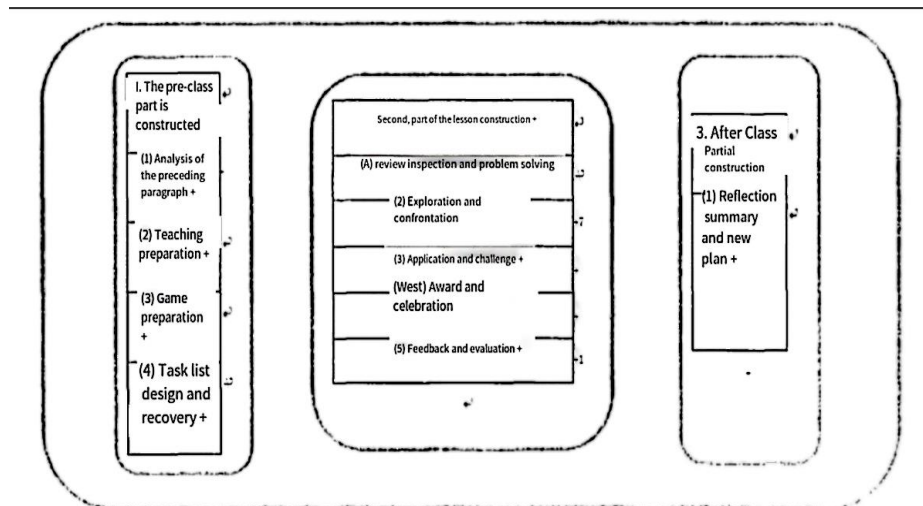 I. The pre-class
part is
constructed
(1) Analysis of
the preceding
paragraph +
(2) Teaching
preparation +
(3) Game
preparation
+
(4) Task list
design and
recovery +
Second, part of the lesson construction +
(A) review inspection and problem solving
(2) Exploration and
confrontation
(3) Application and challenge +
(West) Award and
celebration
(5) Feedback and evaluation +
3. After Class
Partial
construction
(1) Reflection
summary
and new
plan +